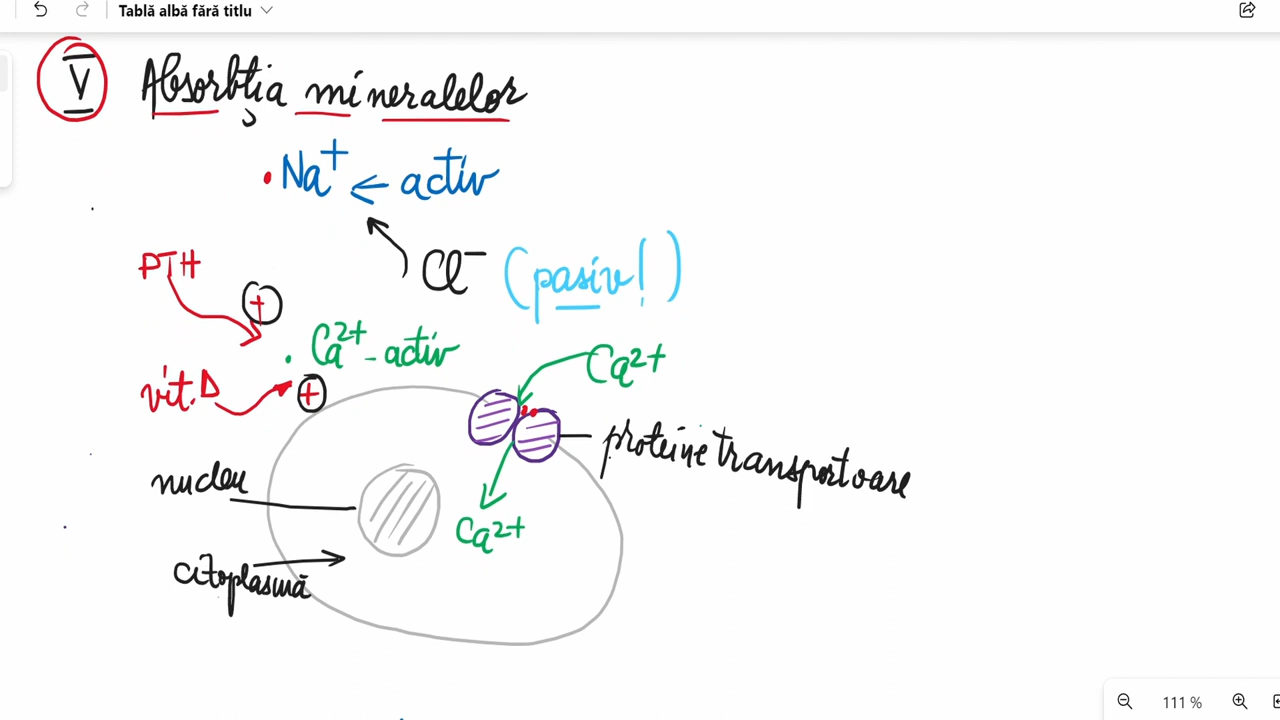 Tablă albă fără titlu
V Absorbția mineralelor
• Na+ ← activ
Cl− (pasiv!)
PTH
+
• Ca2+ - activ
Ca2+
vit. D
+
proteine transportoare
nucleu
Ca2+
citoplasmă
111 %